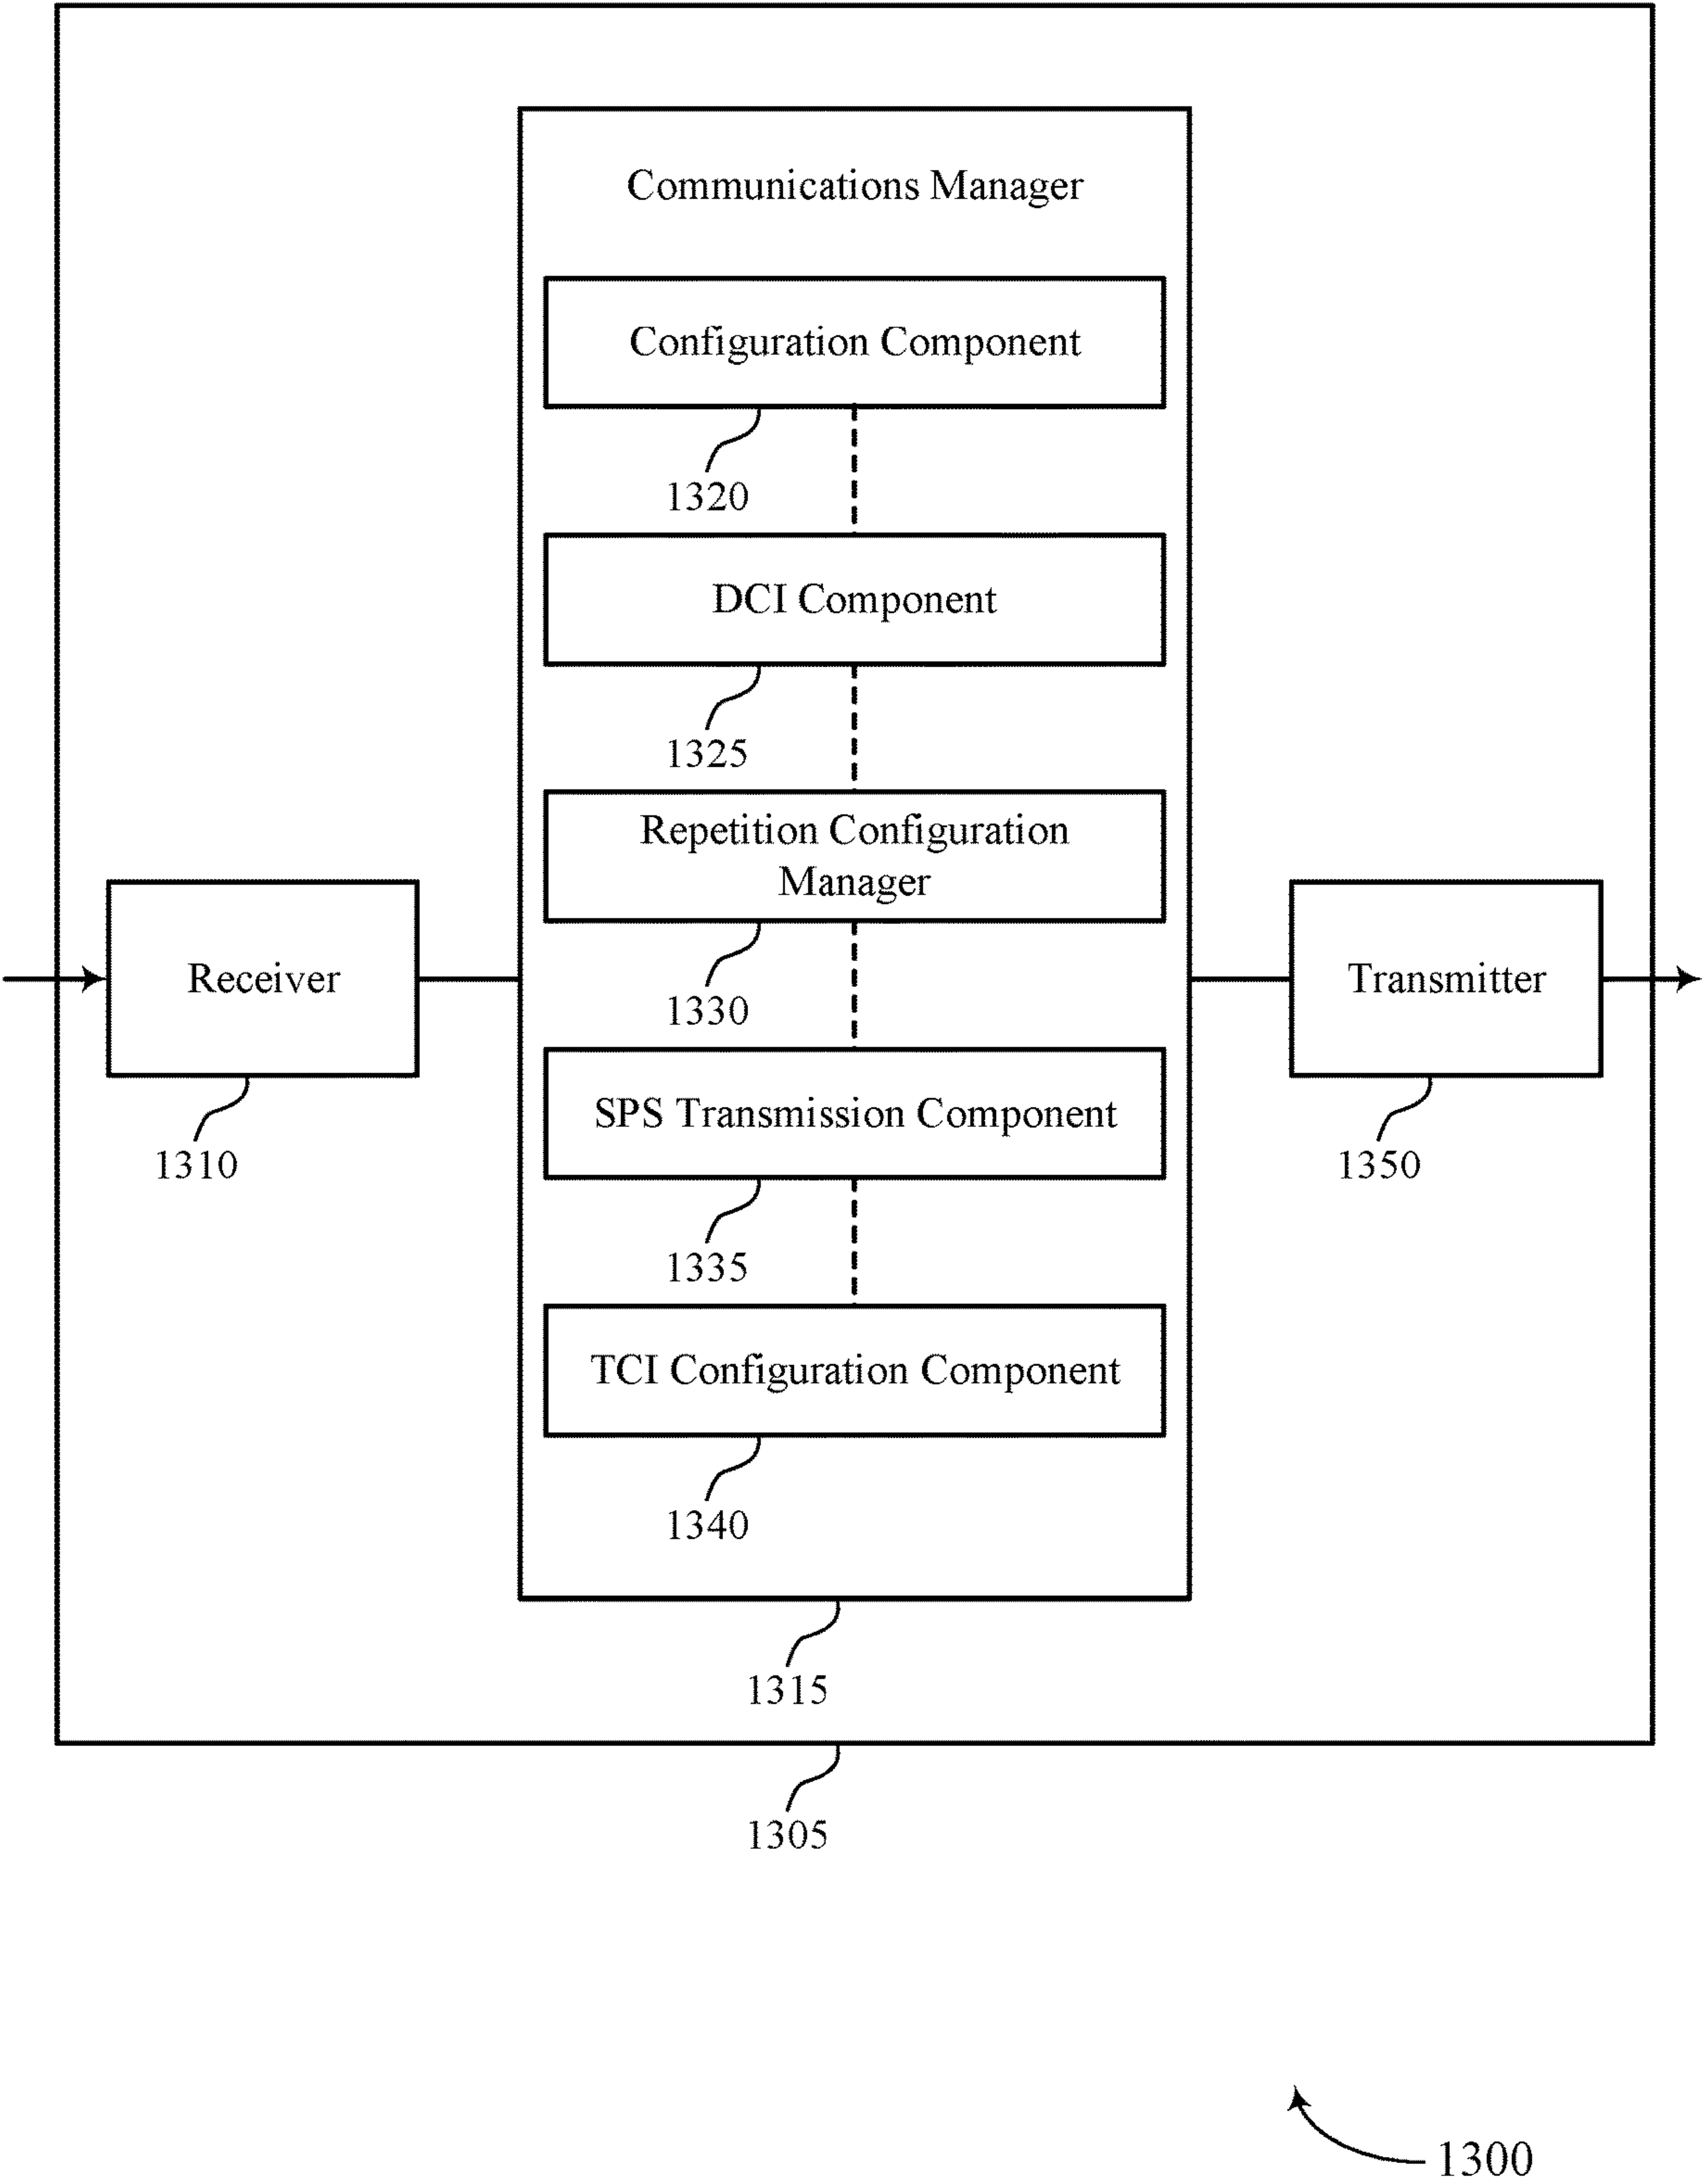 Communications Manager
Configuration Component
1320
DCI Component
1325
Repetition Configuration
Manager
1330
Receiver
1310
Transmitter
1350
SPS Transmission Component
1335
TCI Configuration Component
1340
1315
1305
1300